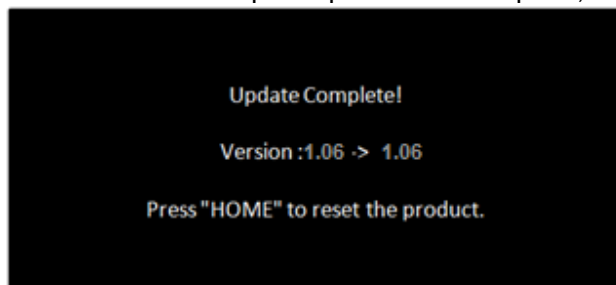 Update Complete!
Version :1.06 -> 1.06
Press "HOME" to reset the product.